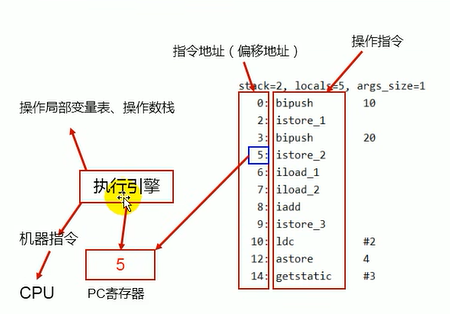 指令地址（偏移地址）
操作指令
stack=2, locals=5, args_size=1
0: bipush 10
2: istore_1
3: bipush 20
5: istore_2
6: iload_1
7: iload_2
8: iadd
9: istore_3
10: ldc #2
12: astore 4
14: getstatic #3
操作局部变量表、操作数栈
执行引擎
机器指令
CPU
5
PC寄存器